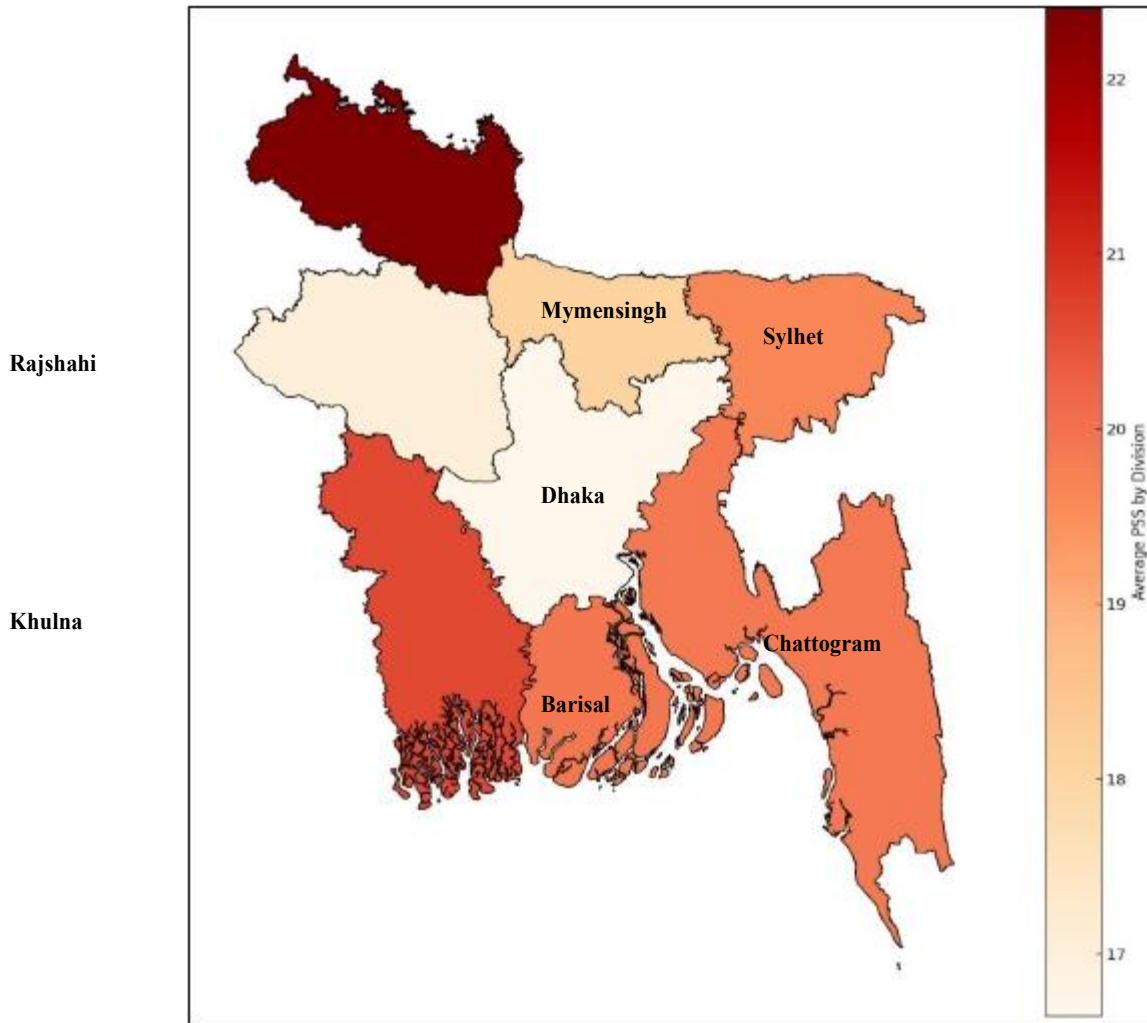 22
21
20
19
18
17
Average PSS by Division
Mymensingh
Sylhet
Rajshahi
Dhaka
Khulna
Chattogram
Barisal